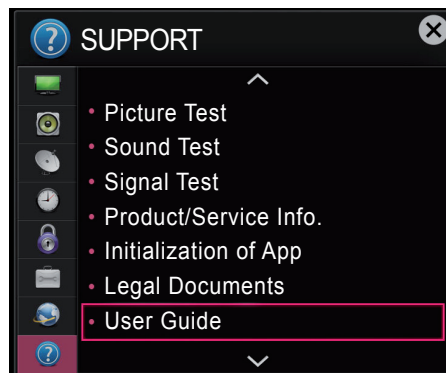 SUPPORT
• Picture Test
• Sound Test
• Signal Test
• Product/Service Info.
• Initialization of App
• Legal Documents
• User Guide